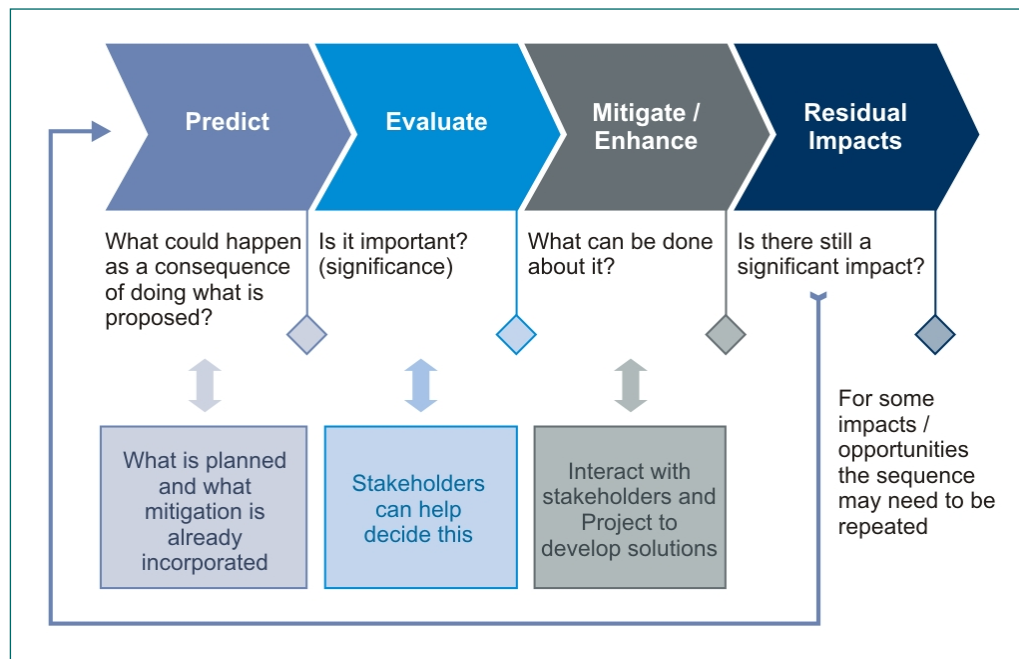 Predict
Evaluate
Mitigate /
Enhance
Residual
Impacts
What could happen
as a consequence
of doing what is
proposed?
Is it important?
(significance)
What can be done
about it?
Is there still a
significant impact?
What is planned
and what
mitigation is
already
incorporated
Stakeholders
can help
decide this
Interact with
stakeholders and
Project to
develop solutions
For some
impacts /
opportunities
the sequence
may need to be
repeated